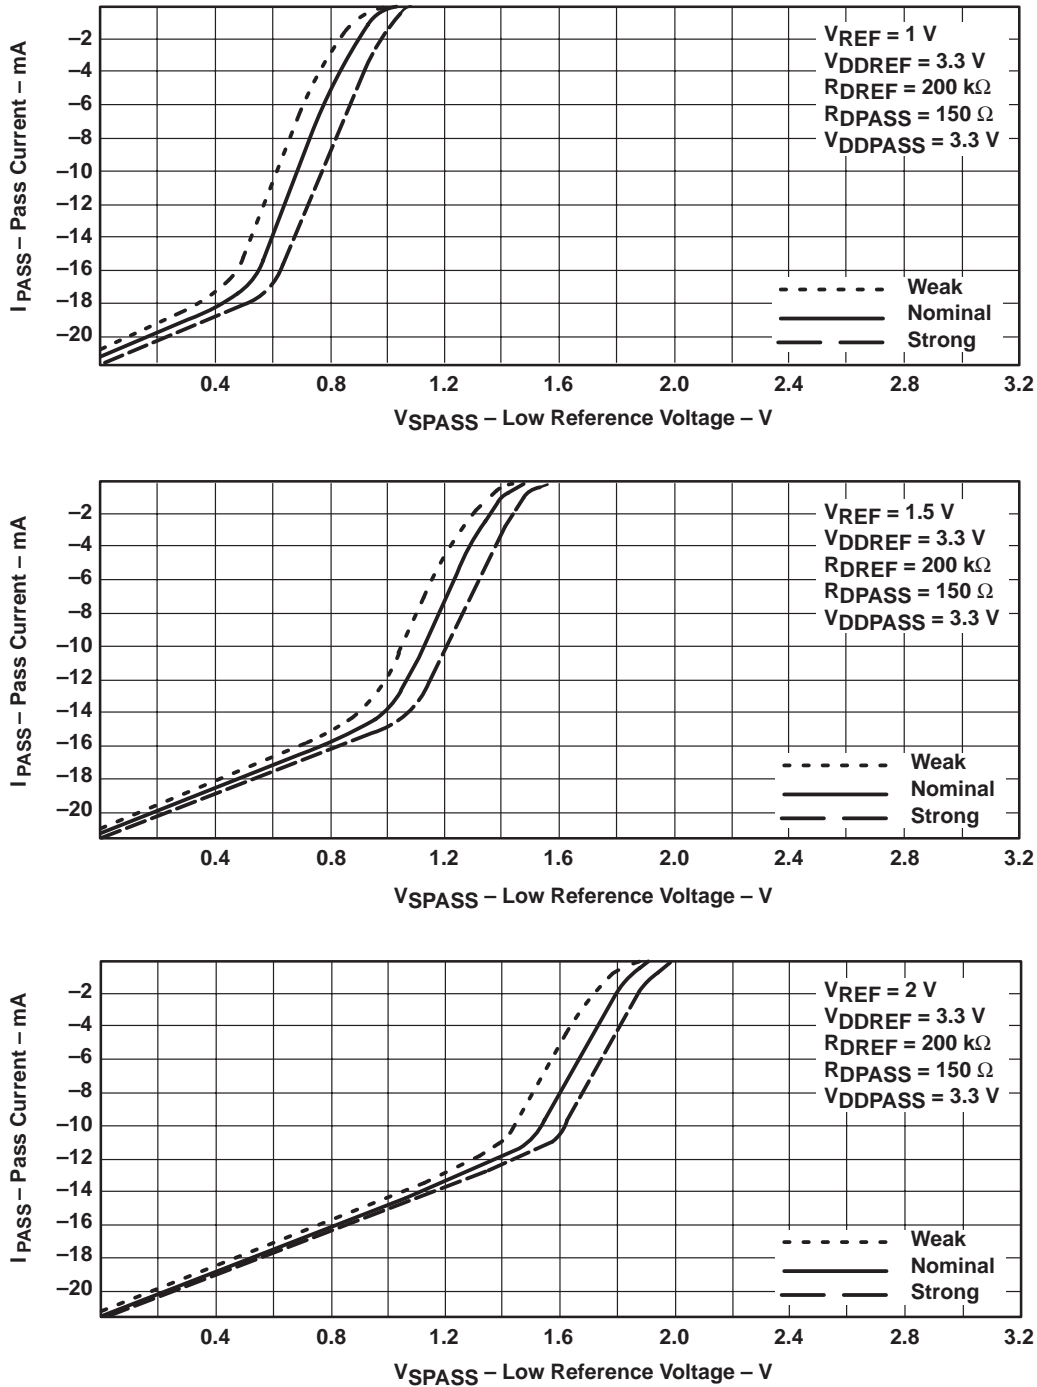 I PASS – Pass Current – mA
–2
–4
–6
–8
–10
–12
–14
–16
–18
–20
VREF = 1 V
VDDREF = 3.3 V
RDREF = 200 kΩ
RDPASS = 150 Ω
VDDPASS = 3.3 V
Weak
Nominal
Strong
0.4 0.8 1.2 1.6 2.0 2.4 2.8 3.2
VSPASS – Low Reference Voltage – V
I PASS – Pass Current – mA
–2
–4
–6
–8
–10
–12
–14
–16
–18
–20
VREF = 1.5 V
VDDREF = 3.3 V
RDREF = 200 kΩ
RDPASS = 150 Ω
VDDPASS = 3.3 V
Weak
Nominal
Strong
0.4 0.8 1.2 1.6 2.0 2.4 2.8 3.2
VSPASS – Low Reference Voltage – V
I PASS – Pass Current – mA
–2
–4
–6
–8
–10
–12
–14
–16
–18
–20
VREF = 2 V
VDDREF = 3.3 V
RDREF = 200 kΩ
RDPASS = 150 Ω
VDDPASS = 3.3 V
Weak
Nominal
Strong
0.4 0.8 1.2 1.6 2.0 2.4 2.8 3.2
VSPASS – Low Reference Voltage – V